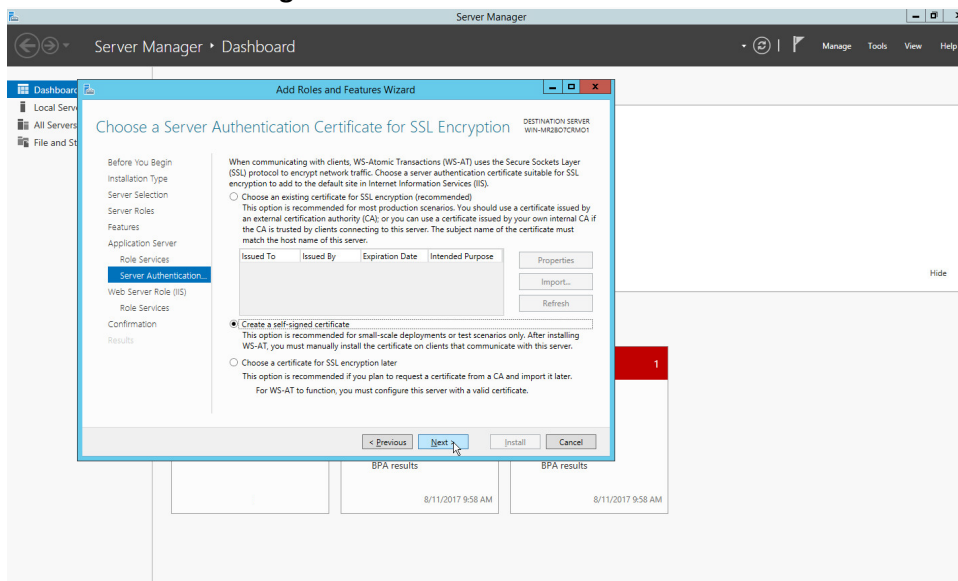 Server Manager
Server Manager • Dashboard
Manage Tools View Help
Dashboard
Local Serv
All Servers
File and St
Add Roles and Features Wizard
Choose a Server Authentication Certificate for SSL Encryption
DESTINATION SERVER
WIN-MR2BO7CRMO1
Before You Begin
Installation Type
Server Selection
Server Roles
Features
Application Server
Role Services
Server Authentication...
Web Server Role (IIS)
Role Services
Confirmation
Results
When communicating with clients, WS-Atomic Transactions (WS-AT) uses the Secure Sockets Layer
(SSL) protocol to encrypt network traffic. Choose a server authentication certificate suitable for SSL
encryption to add to the default site in Internet Information Services (IIS).
Choose an existing certificate for SSL encryption (recommended)
This option is recommended for most production scenarios. You should use a certificate issued by
an external certification authority (CA); or you can use a certificate issued by your own internal CA if
the CA is trusted by clients connecting to this server. The subject name of the certificate must
match the host name of this server.
Issued To Issued By Expiration Date Intended Purpose
Properties
Import...
Refresh
Create a self-signed certificate
This option is recommended for small-scale deployments or test scenarios only. After installing
WS-AT, you must manually install the certificate on clients that communicate with this server.
Choose a certificate for SSL encryption later
This option is recommended if you plan to request a certificate from a CA and import it later.
For WS-AT to function, you must configure this server with a valid certificate.
< Previous Next > Install Cancel
Hide
1
BPA results
8/11/2017 9:58 AM
BPA results
8/11/2017 9:58 AM